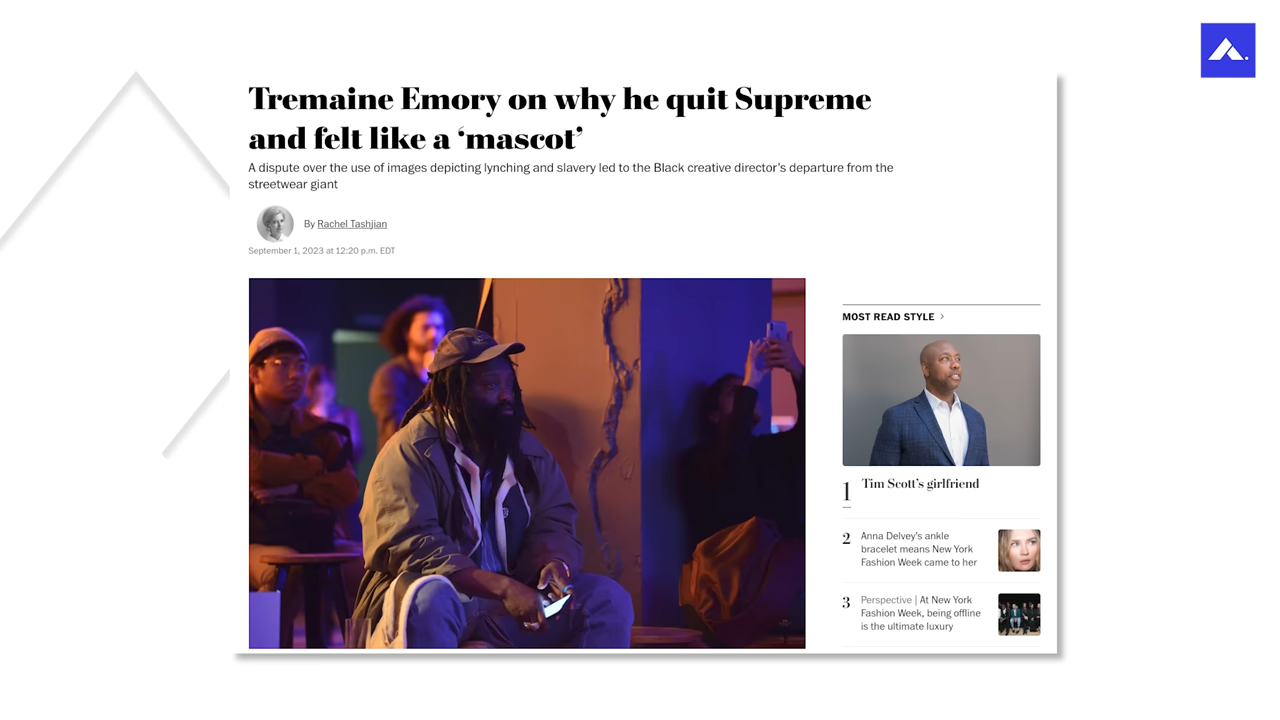 Tremaine Emory on why he quit Supreme
and felt like a ‘mascot’
A dispute over the use of images depicting lynching and slavery led to the Black creative director's departure from the
streetwear giant
By Rachel Tashjian
September 1, 2023 at 12:20 p.m. EDT
MOST READ STYLE >
1 Tim Scott's girlfriend
2 Anna Delvey's ankle
bracelet means New York
Fashion Week came to her
3 Perspective | At New York
Fashion Week, being offline
is the ultimate luxury